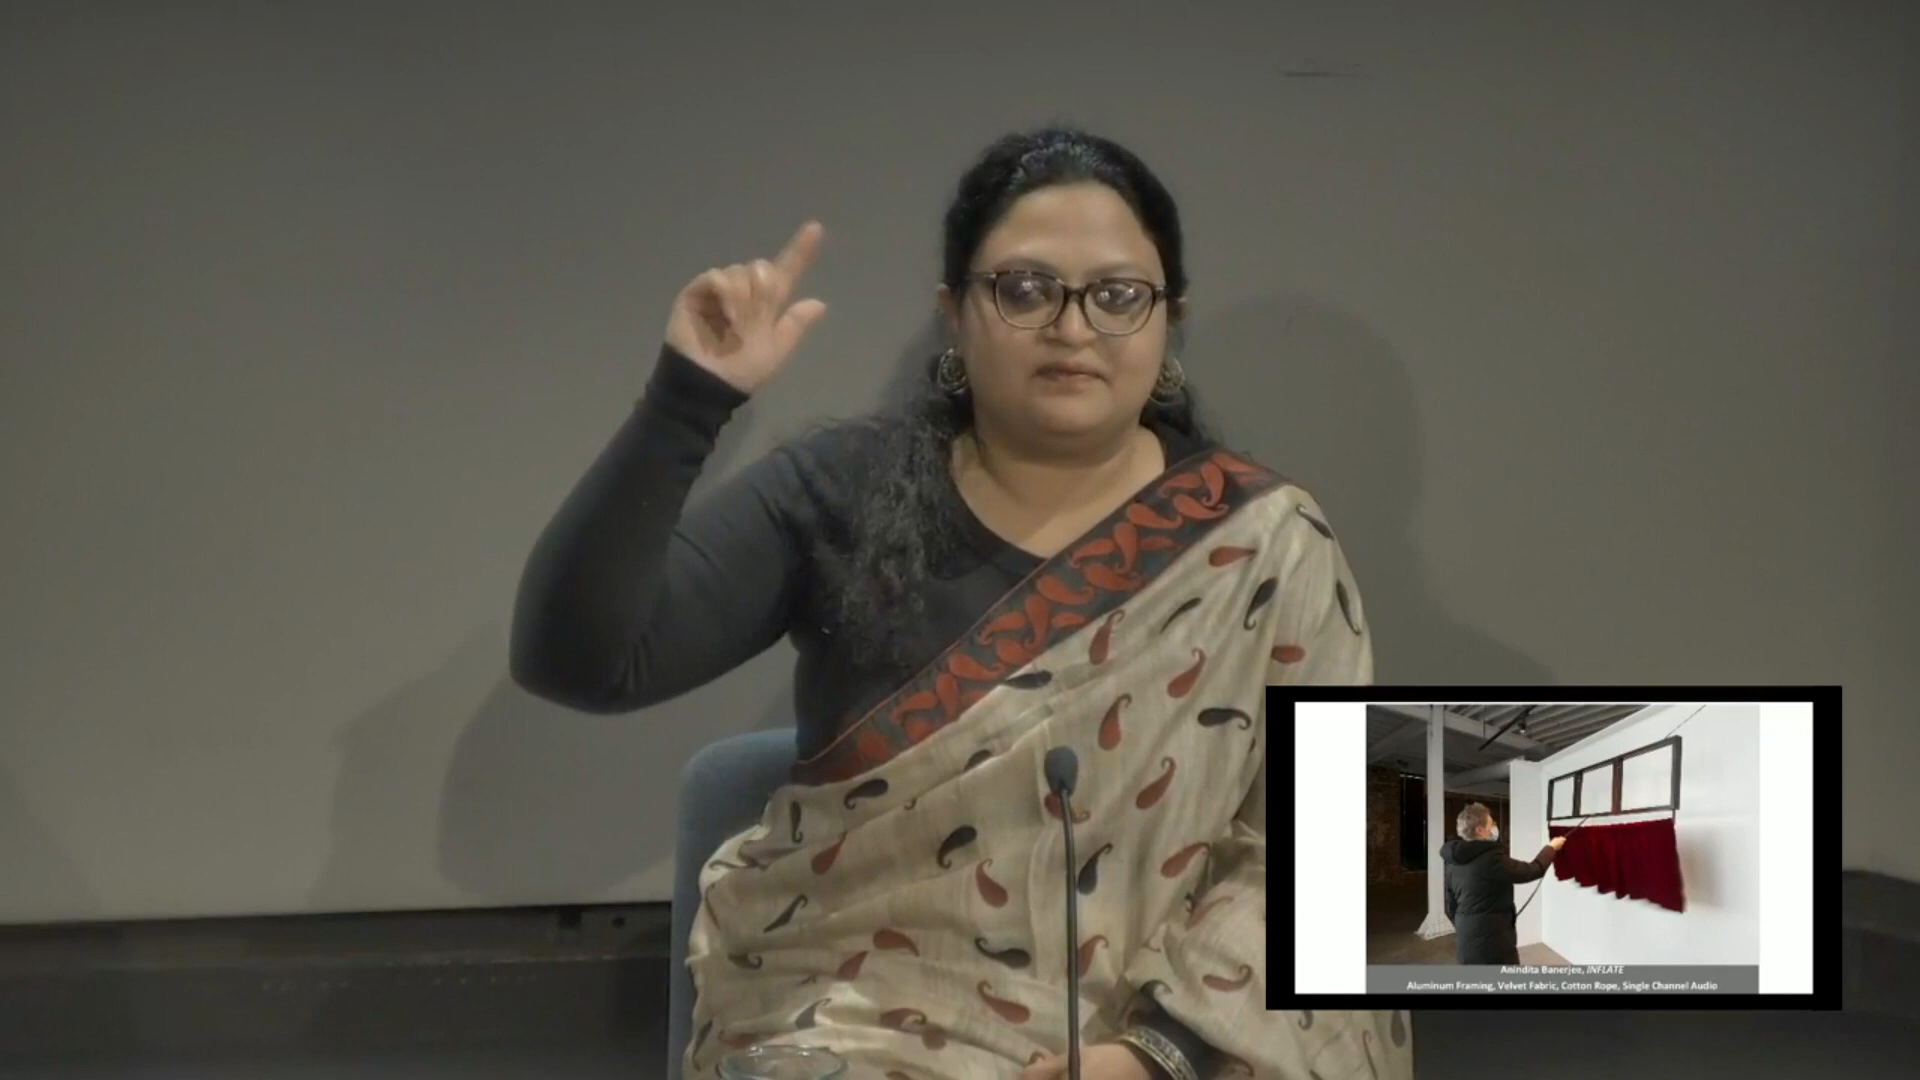 Anindita Banerjee, INFLATE
Aluminum Framing, Velvet Fabric, Cotton Rope, Single Channel Audio